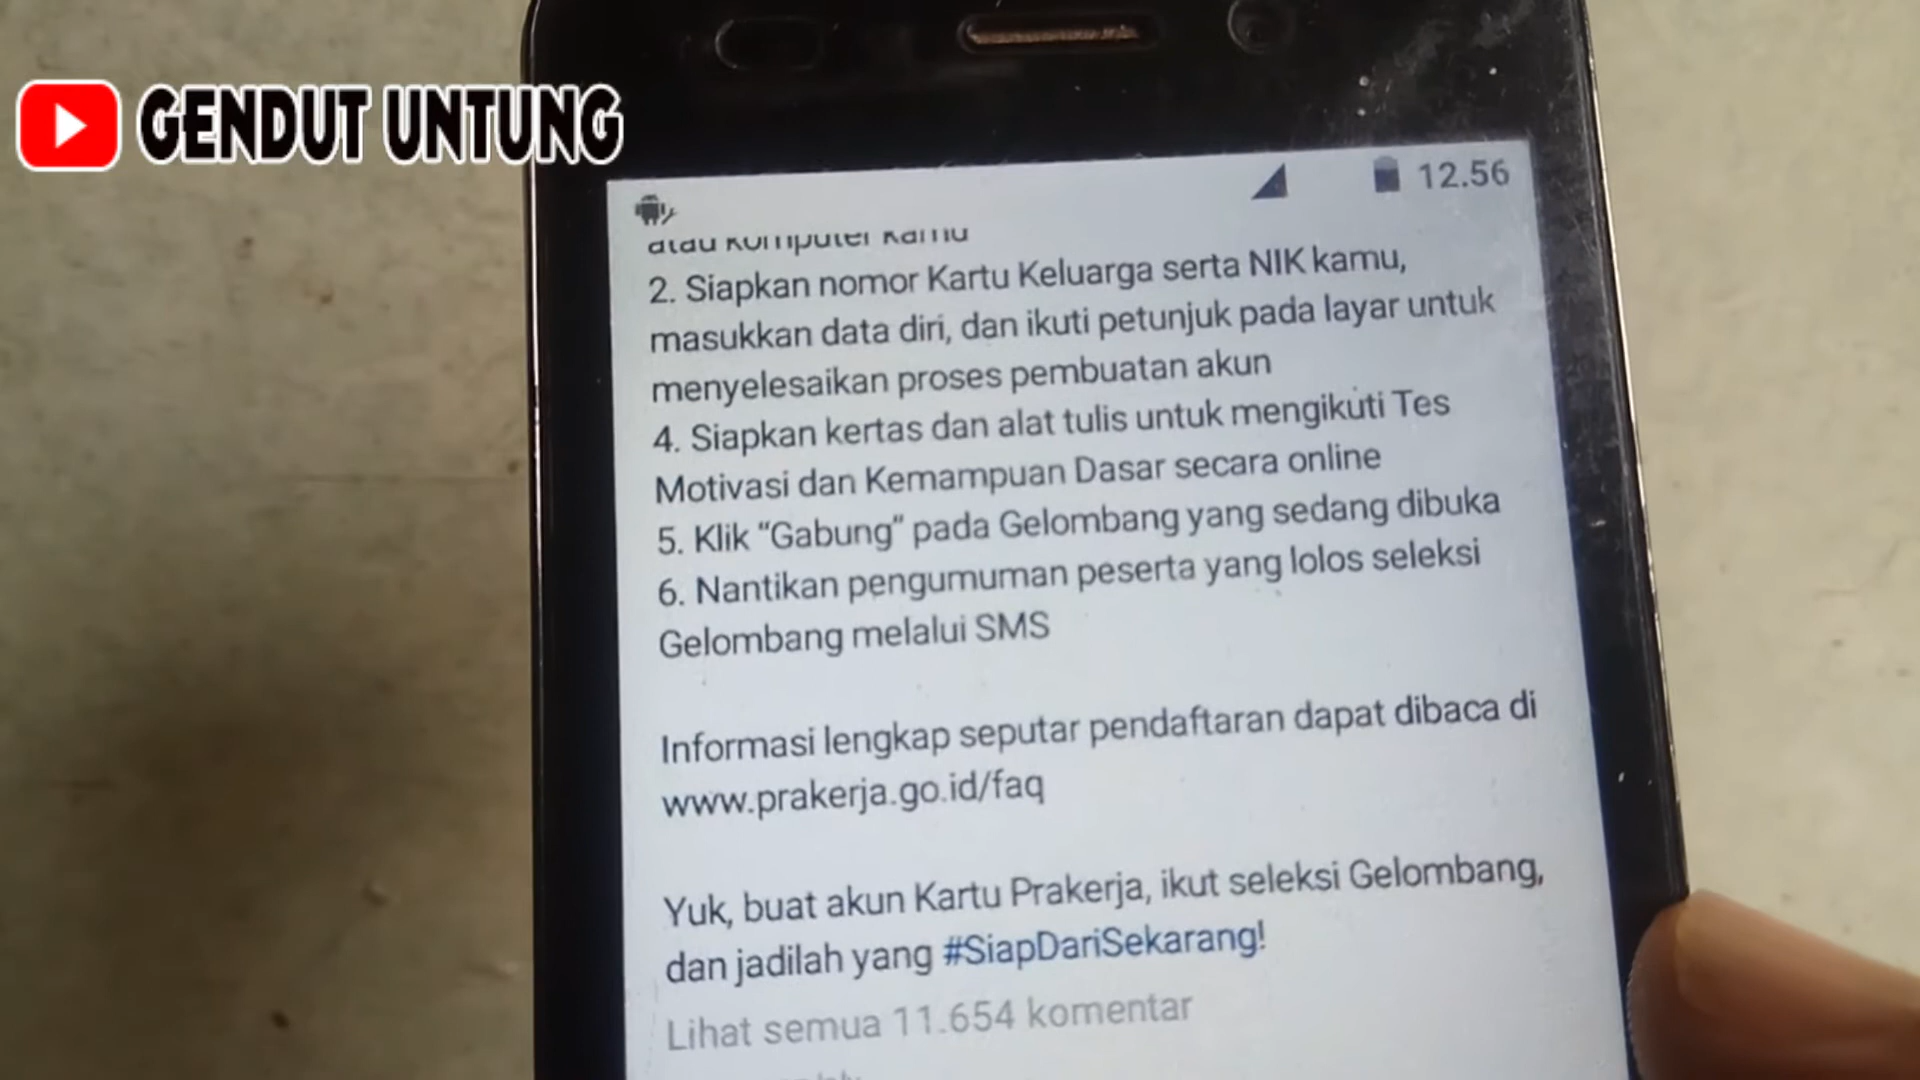 GENDUT UNTUNG
12.56
atau komputer kamu
2. Siapkan nomor Kartu Keluarga serta NIK kamu,
masukkan data diri, dan ikuti petunjuk pada layar untuk
menyelesaikan proses pembuatan akun
4. Siapkan kertas dan alat tulis untuk mengikuti Tes
Motivasi dan Kemampuan Dasar secara online
5. Klik “Gabung” pada Gelombang yang sedang dibuka
6. Nantikan pengumuman peserta yang lolos seleksi
Gelombang melalui SMS
Informasi lengkap seputar pendaftaran dapat dibaca di
www.prakerja.go.id/faq
Yuk, buat akun Kartu Prakerja, ikut seleksi Gelombang,
dan jadilah yang #SiapDariSekarang!
Lihat semua 11.654 komentar